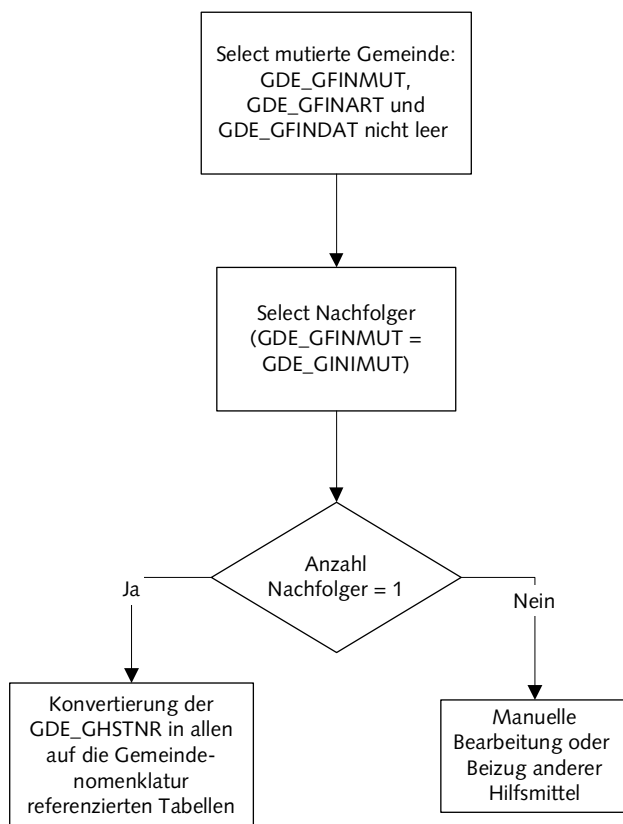 Select mutierte Gemeinde:
GDE_GFINMUT,
GDE_GFINART und
GDE_GFINDAT nicht leer
Select Nachfolger
(GDE_GFINMUT =
GDE_GINIMUT)
Anzahl
Nachfolger = 1
Ja
Nein
Konvertierung der
GDE_GHSTNR in allen
auf die Gemeinde-
nomenklatur
referenzierten Tabellen
Manuelle
Bearbeitung oder
Beizug anderer
Hilfsmittel